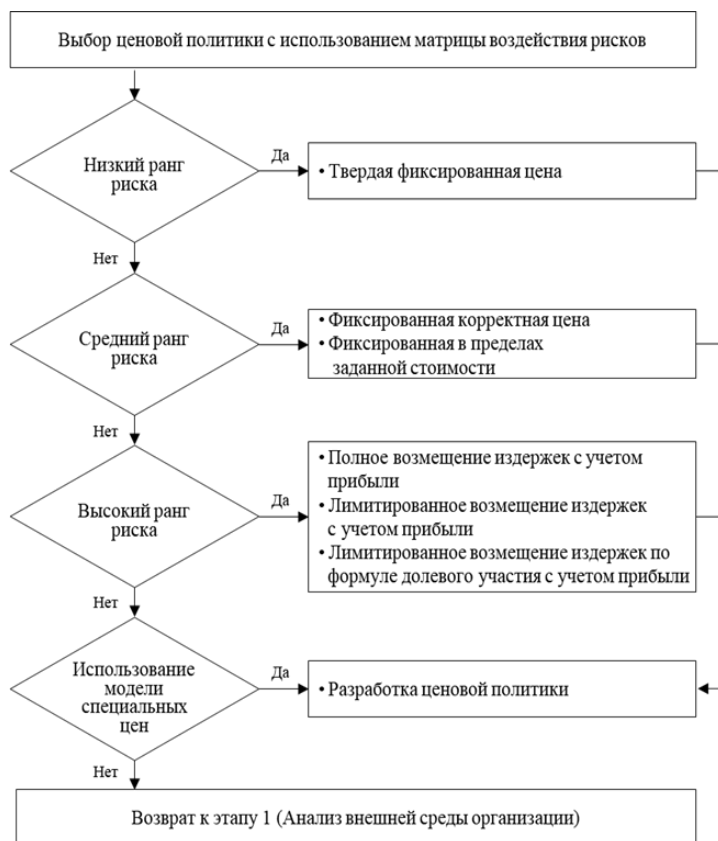 Выбор ценовой политики с использованием матрицы воздействия рисков
Низкий ранг
риска
Да
• Твердая фиксированная цена
Нет
Средний ранг
риска
Да
• Фиксированная корректная цена
• Фиксированная в пределах
заданной стоимости
Нет
Высокий ранг
риска
Да
• Полное возмещение издержек с учетом
прибыли
• Лимитированное возмещение издержек
с учетом прибыли
• Лимитированное возмещение издержек по
формуле долевого участия с учетом прибыли
Нет
Использование
модели
специальных
цен
Да
• Разработка ценовой политики
Нет
Возврат к этапу 1 (Анализ внешней среды организации)